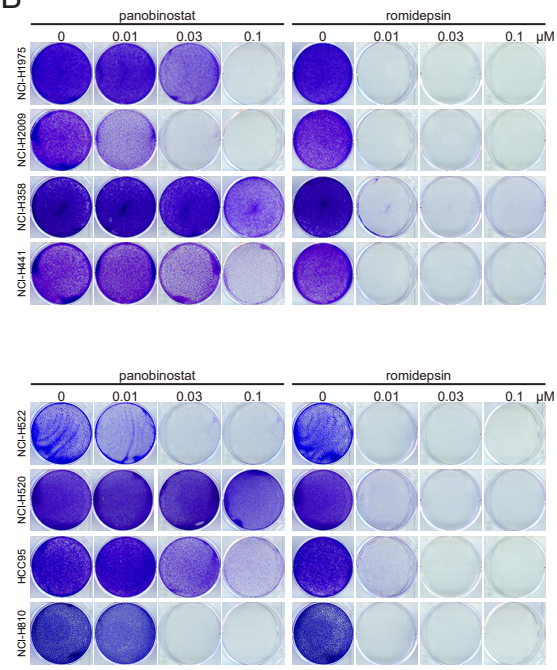 B
panobinostat romidepsin
0 0.01 0.03 0.1 0 0.01 0.03 0.1 µM
NCI-H1975
NCI-H2009
NCI-H358
NCI-H441
panobinostat romidepsin
0 0.01 0.03 0.1 0 0.01 0.03 0.1 µM
NCI-H522
NCI-H520
HCC95
NCI-H810